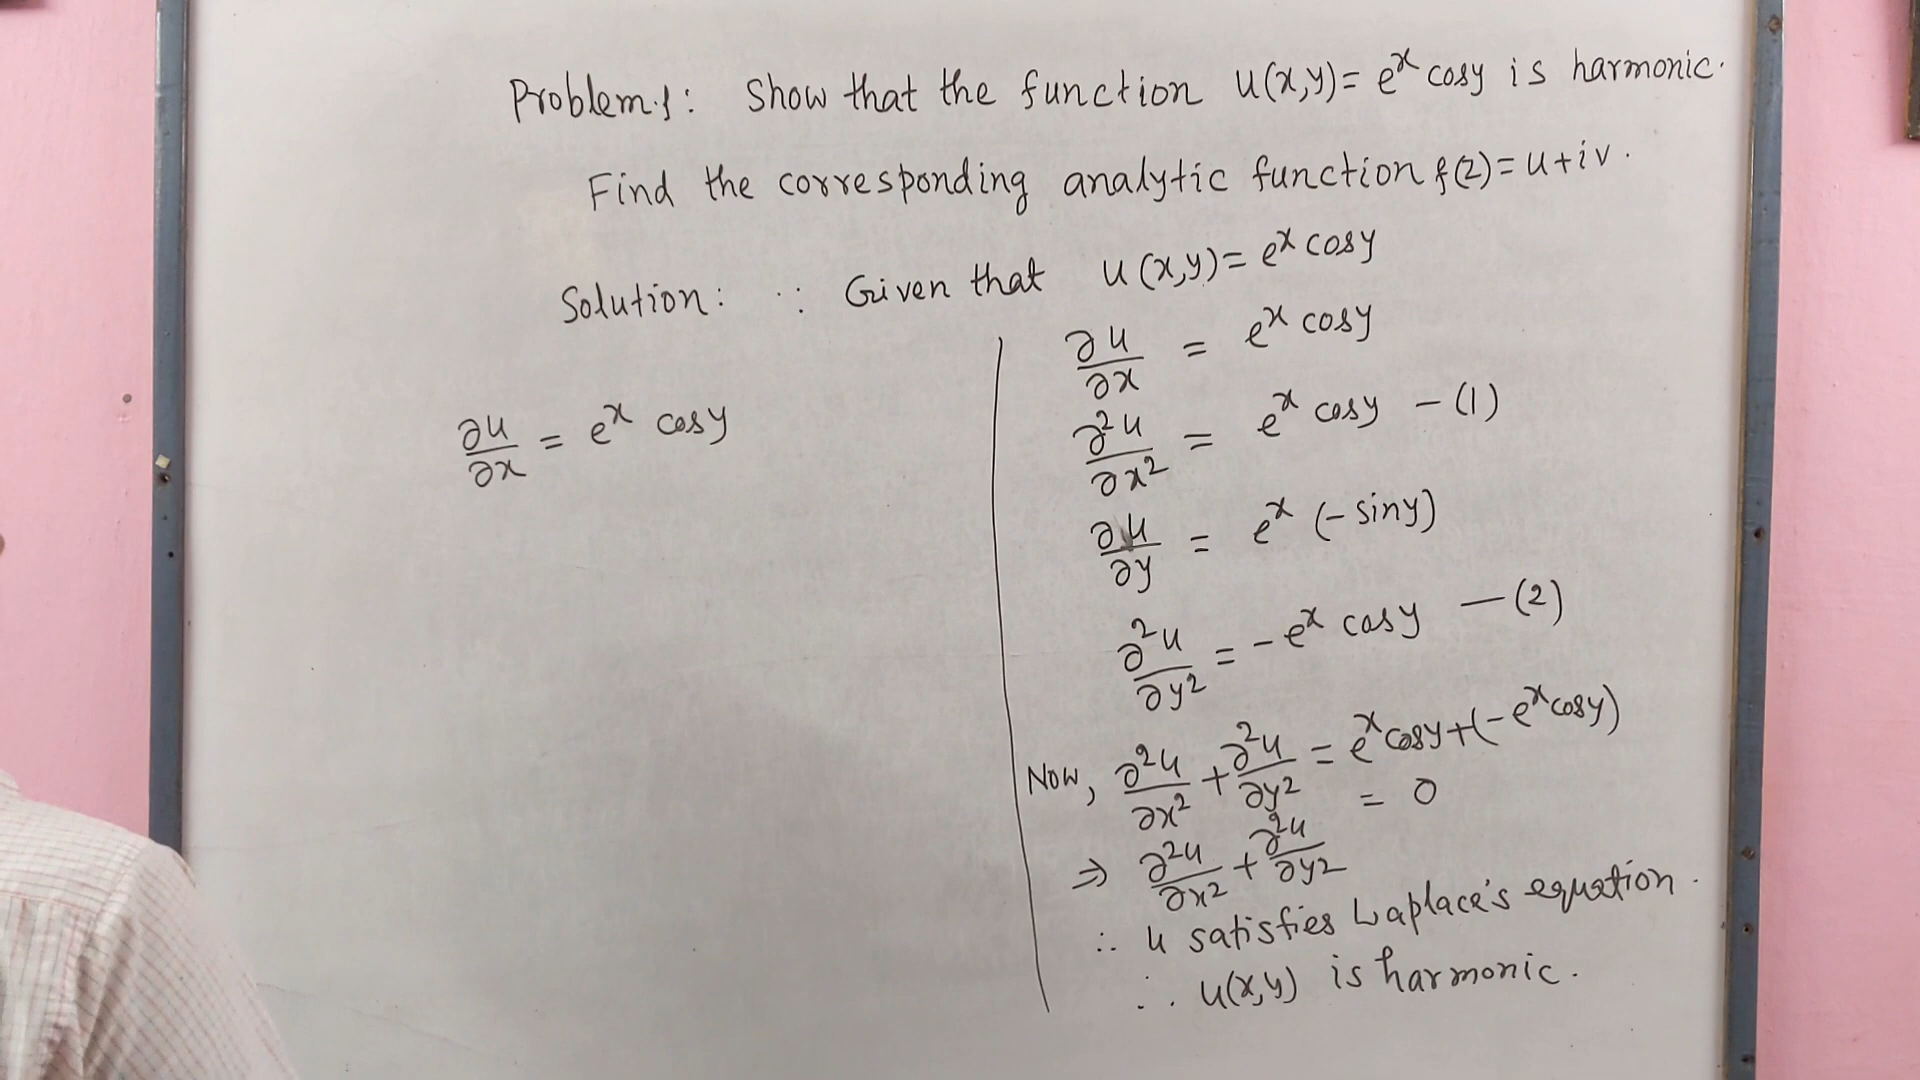 Problem.1: Show that the function u(x,y)= e^x cosy is harmonic.
Find the corresponding analytic function f(z)= u+iv.
Solution: ∵ Given that u(x,y)= e^x cosy
∂u/∂x = e^x cosy
∂u/∂x = e^x cosy
∂²u/∂x² = e^x cosy – (1)
∂u/∂y = e^x (– siny)
∂²u/∂y² = – e^x cosy — (2)
Now, ∂²u/∂x² + ∂²u/∂y² = e^x cosy + (– e^x cosy)
= 0
⇒ ∂²u/∂x² + ∂²u/∂y²
∴ u satisfies Laplace's equation.
∴ u(x,y) is harmonic.